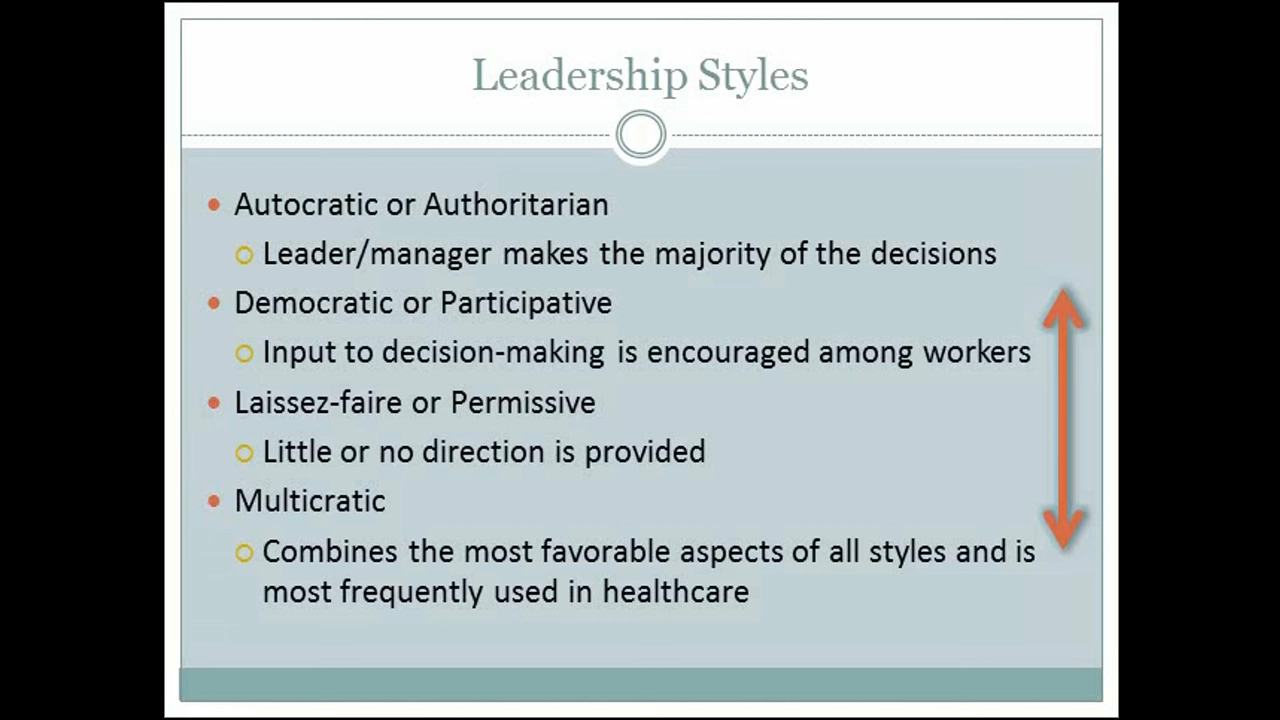 Leadership Styles
Autocratic or Authoritarian
Leader/manager makes the majority of the decisions
Democratic or Participative
Input to decision-making is encouraged among workers
Laissez-faire or Permissive
Little or no direction is provided
Multicratic
Combines the most favorable aspects of all styles and is
most frequently used in healthcare